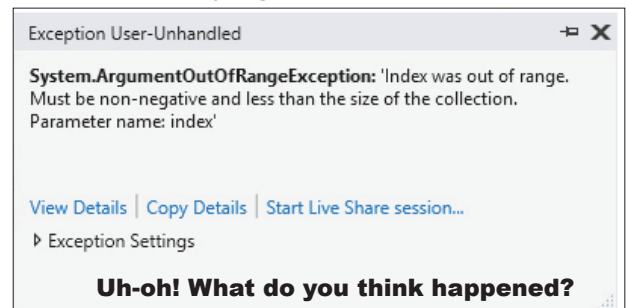 Exception User-Unhandled
System.ArgumentOutOfRangeException: 'Index was out of range.
Must be non-negative and less than the size of the collection.
Parameter name: index'
View Details | Copy Details | Start Live Share session...
Exception Settings
Uh-oh! What do you think happened?